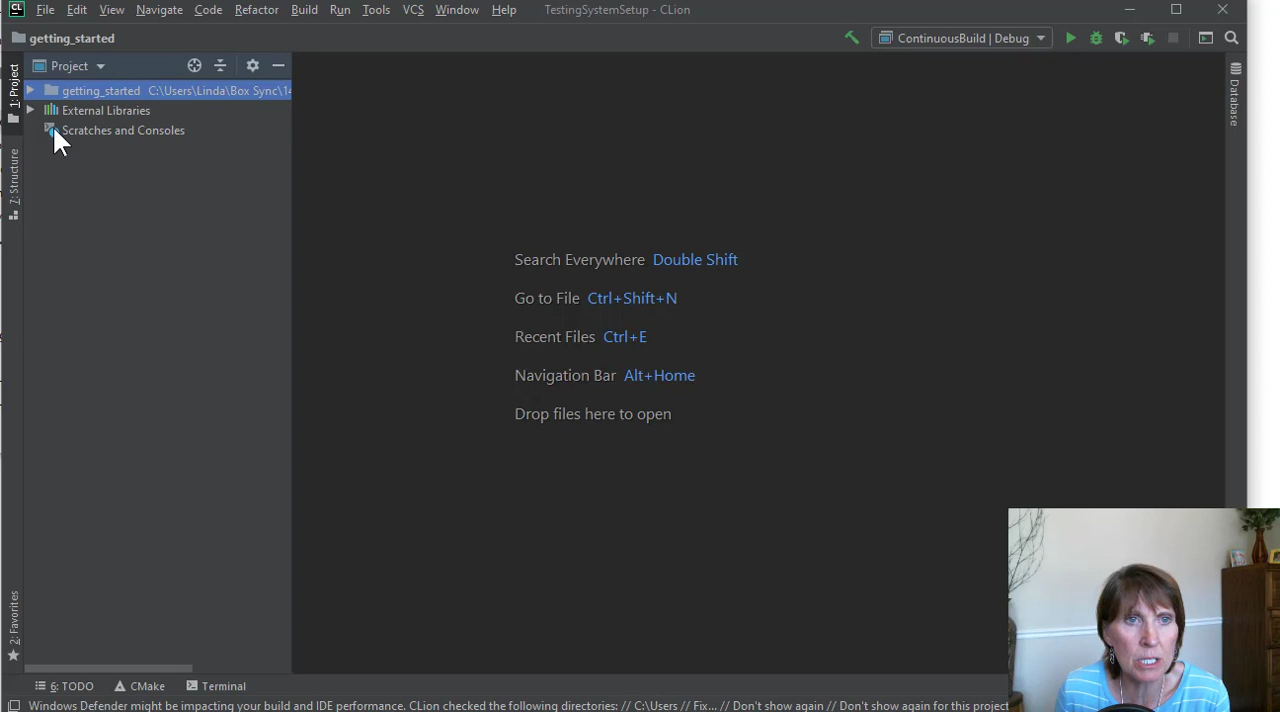 CL File Edit View Navigate Code Refactor Build Run Tools VCS Window Help TestingSystemSetup - CLion
getting_started ContinuousBuild | Debug
1: Project
Project
getting_started C:\Users\Linda\Box Sync\14
External Libraries
Scratches and Consoles
7: Structure
2: Favorites
Database
Search Everywhere Double Shift
Go to File Ctrl+Shift+N
Recent Files Ctrl+E
Navigation Bar Alt+Home
Drop files here to open
6: TODO CMake Terminal
Windows Defender might be impacting your build and IDE performance. CLion checked the following directories: // C:\Users // Fix... // Don't show again // Don't show again for this project